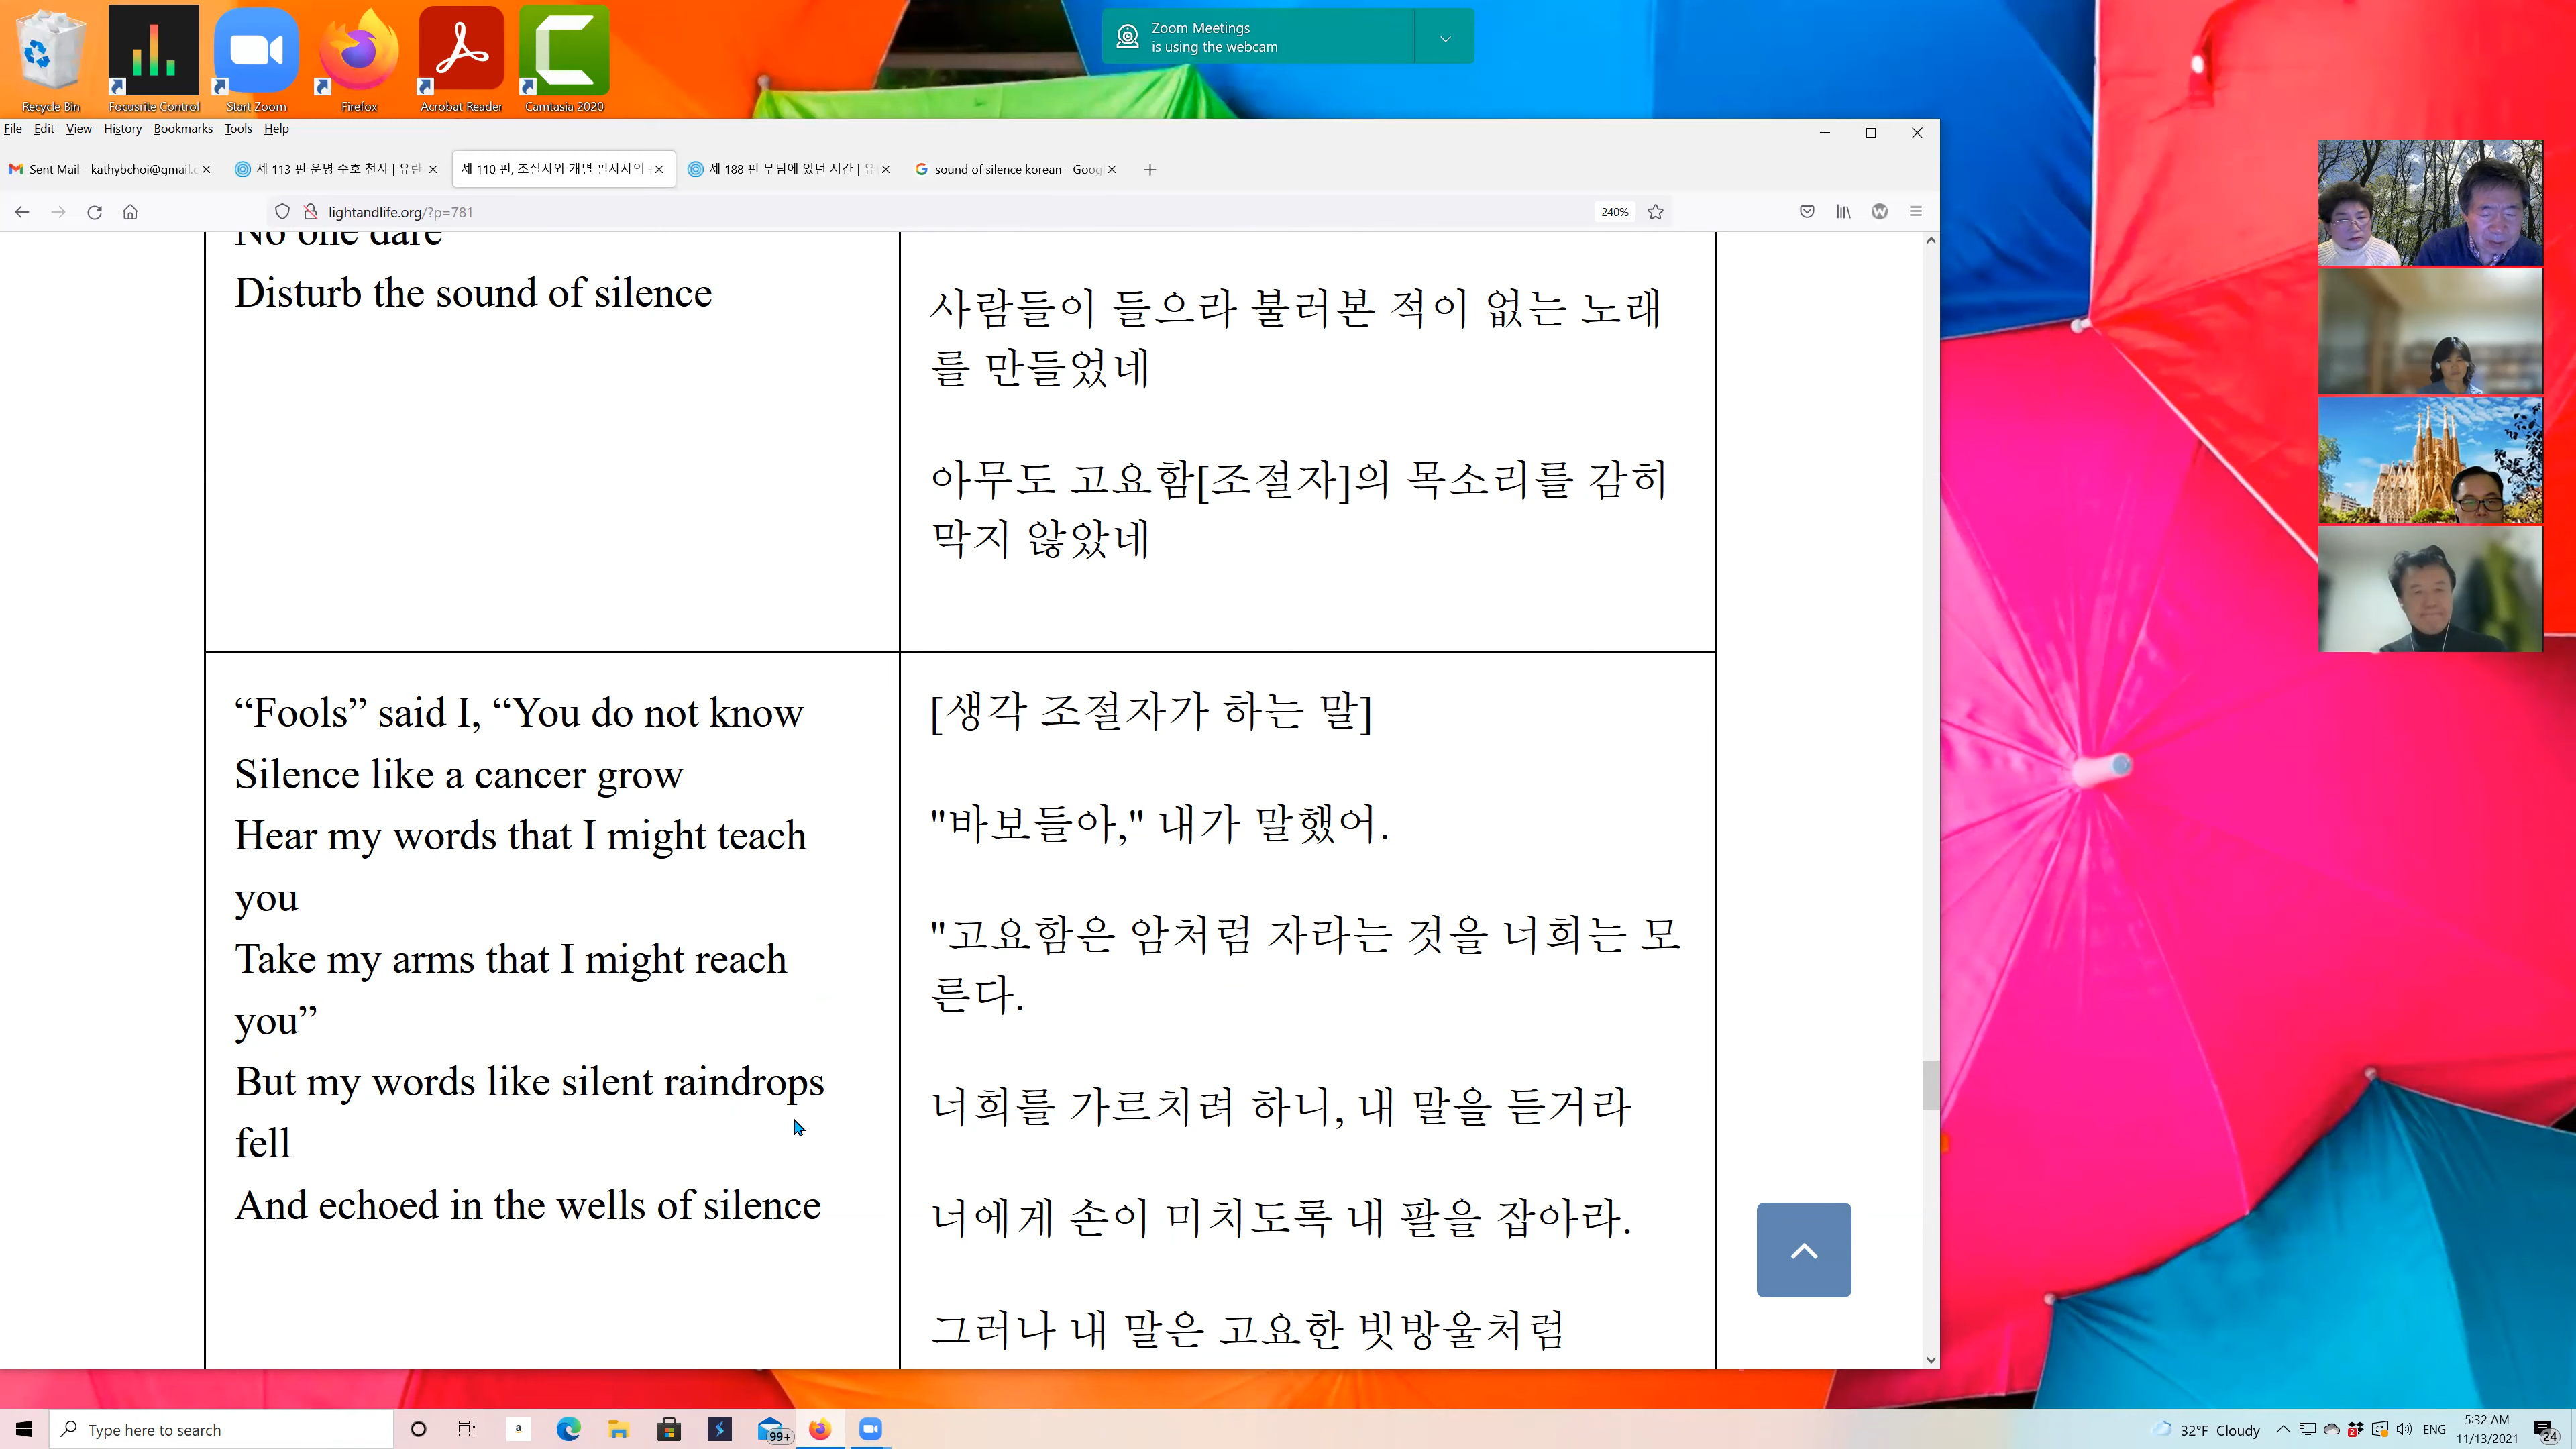 Recycle Bin
Focusrite Control
Start Zoom
Firefox
Acrobat Reader
Camtasia 2020
Zoom Meetings
is using the webcam
File Edit View History Bookmarks Tools Help
Sent Mail - kathybchoi@gmail.c
제 113 편 운명 수호 천사 | 유란
제 110 편, 조절자와 개별 필사자의
제 188 편 무덤에 있던 시간 | 유
sound of silence korean - Goog
lightandlife.org/?p=781
240%
No one dare
Disturb the sound of silence
사람들이 들으라 불러본 적이 없는 노래
를 만들었네
아무도 고요함[조절자]의 목소리를 감히
막지 않았네
“Fools” said I, “You do not know
Silence like a cancer grow
Hear my words that I might teach
you
Take my arms that I might reach
you”
But my words like silent raindrops
fell
And echoed in the wells of silence
[생각 조절자가 하는 말]
"바보들아," 내가 말했어.
"고요함은 암처럼 자라는 것을 너희는 모
른다.
너희를 가르치려 하니, 내 말을 듣거라
너에게 손이 미치도록 내 팔을 잡아라.
그러나 내 말은 고요한 빗방울처럼
Type here to search
99+
32°F Cloudy
ENG
5:32 AM
11/13/2021
24